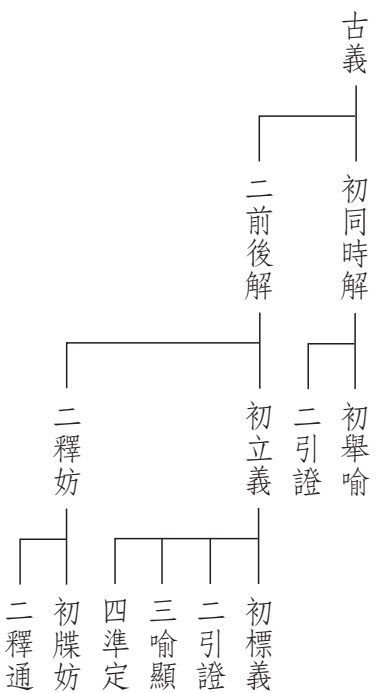 古義
初同時解
二前後解
初舉喻
二引證
初立義
二釋妨
初標義
二引證
三喻顯
四準定
初牒妨
二釋通